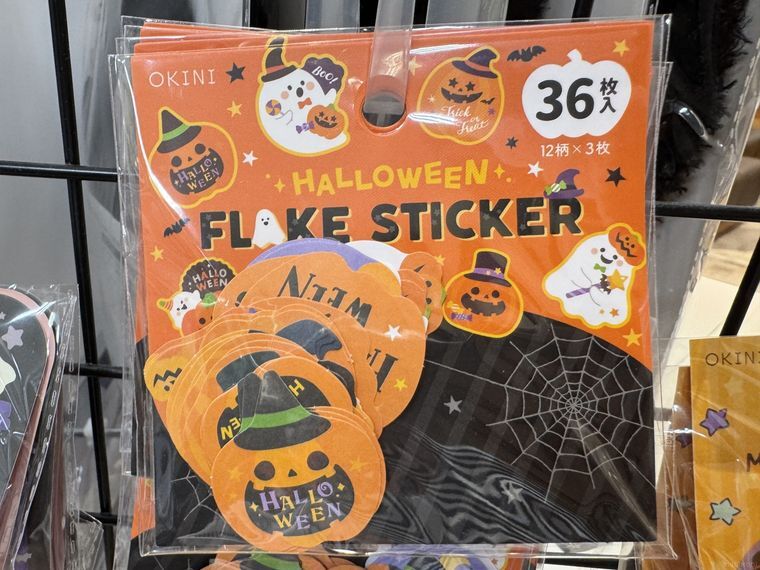 OKINI
BOO!
Trick
or
Treat
36枚入
12柄×3枚
HALLO
WEEN
HALLOWEEN
FLAKE STICKER
HALLO
WEEN
WEEN
HALLO
WEEN
OKINI